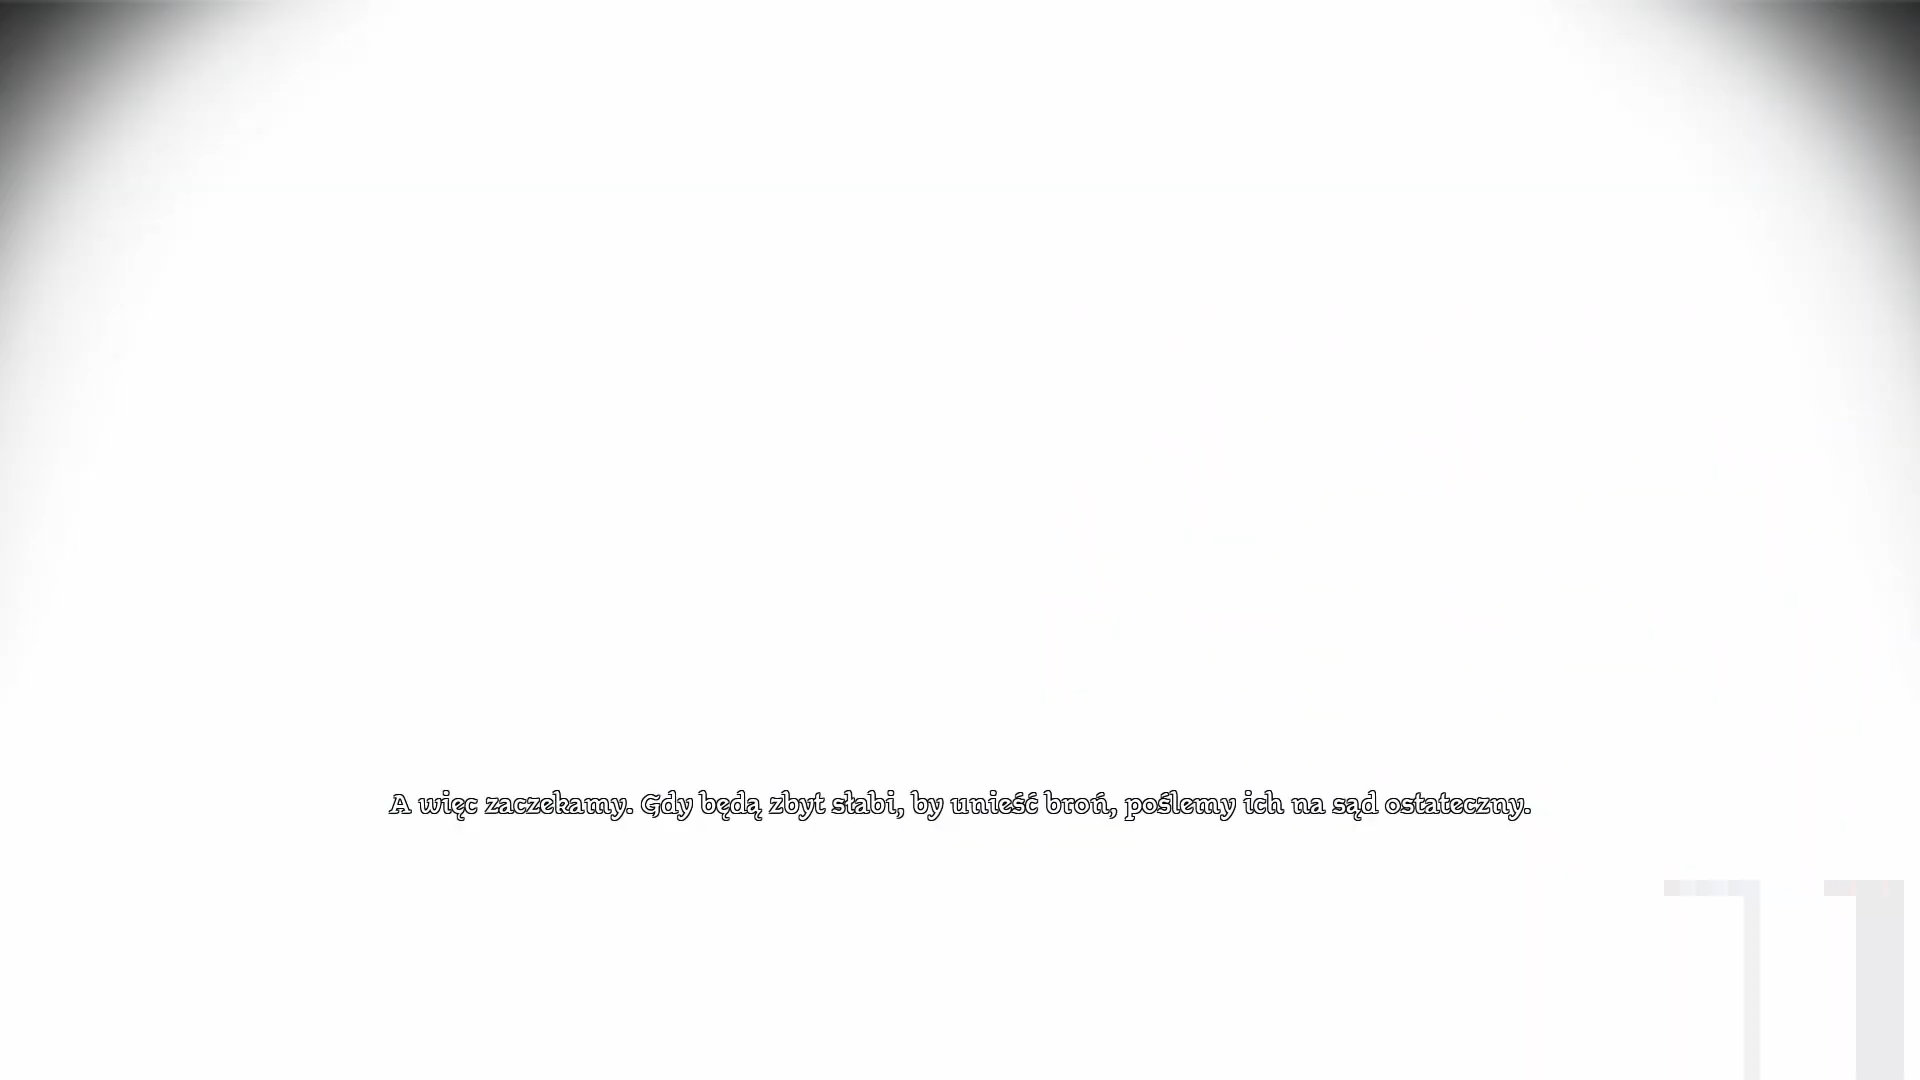 A więc zaczekamy. Gdy będą zbyt słabi, by unieść broń, poślemy ich na sąd ostateczny.